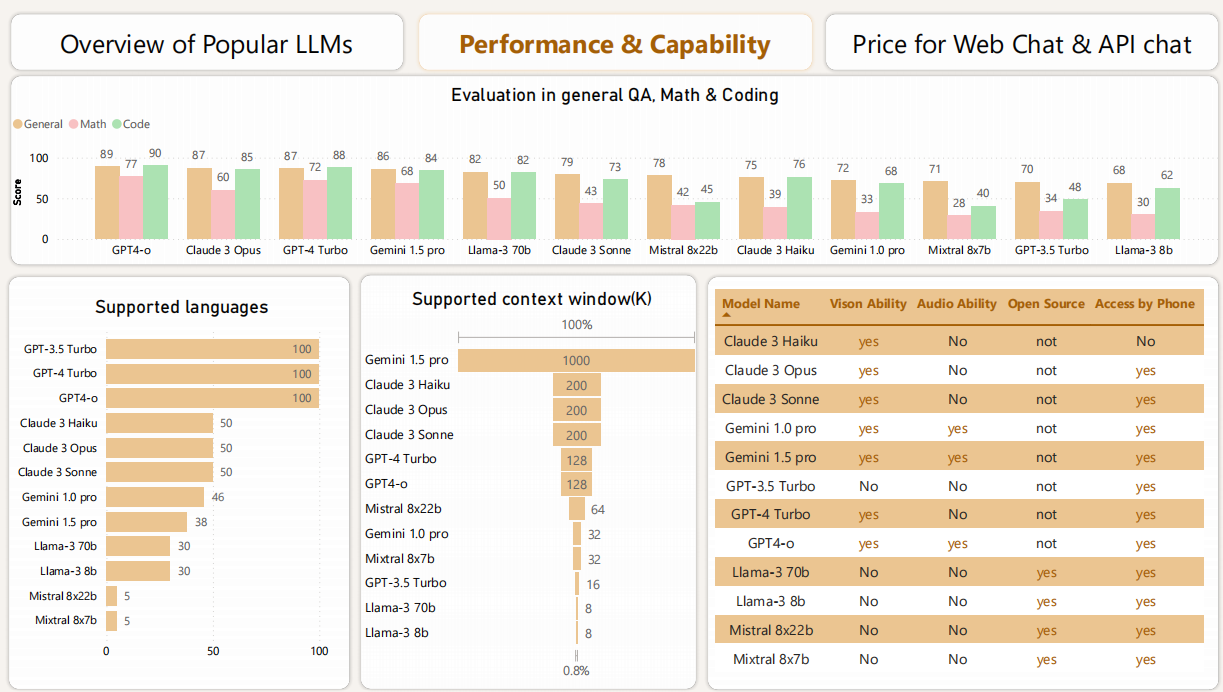 Overview of Popular LLMs
Performance & Capability
Price for Web Chat & API chat
Evaluation in general QA, Math & Coding
General Math Code
Score
100
50
0
89 77 90
87 60 85
87 72 88
86 68 84
82 50 82
79 43 73
78 42 45
75 39 76
72 33 68
71 28 40
70 34 48
68 30 62
GPT4-o Claude 3 Opus GPT-4 Turbo Gemini 1.5 pro Llama-3 70b Claude 3 Sonne Mistral 8x22b Claude 3 Haiku Gemini 1.0 pro Mixtral 8x7b GPT-3.5 Turbo Llama-3 8b
Supported languages
GPT-3.5 Turbo 100
GPT-4 Turbo 100
GPT4-o 100
Claude 3 Haiku 50
Claude 3 Opus 50
Claude 3 Sonne 50
Gemini 1.0 pro 46
Gemini 1.5 pro 38
Llama-3 70b 30
Llama-3 8b 30
Mistral 8x22b 5
Mixtral 8x7b 5
0 50 100
Supported context window(K)
100%
Gemini 1.5 pro 1000
Claude 3 Haiku 200
Claude 3 Opus 200
Claude 3 Sonne 200
GPT-4 Turbo 128
GPT4-o 128
Mistral 8x22b 64
Gemini 1.0 pro 32
Mixtral 8x7b 32
GPT-3.5 Turbo 16
Llama-3 70b 8
Llama-3 8b 8
0.8%
Model Name Vison Ability Audio Ability Open Source Access by Phone
Claude 3 Haiku yes No not No
Claude 3 Opus yes No not yes
Claude 3 Sonne yes No not yes
Gemini 1.0 pro yes yes not yes
Gemini 1.5 pro yes yes not yes
GPT-3.5 Turbo No No not yes
GPT-4 Turbo yes No not yes
GPT4-o yes yes not yes
Llama-3 70b No No yes yes
Llama-3 8b No No yes yes
Mistral 8x22b No No yes yes
Mixtral 8x7b No No yes yes